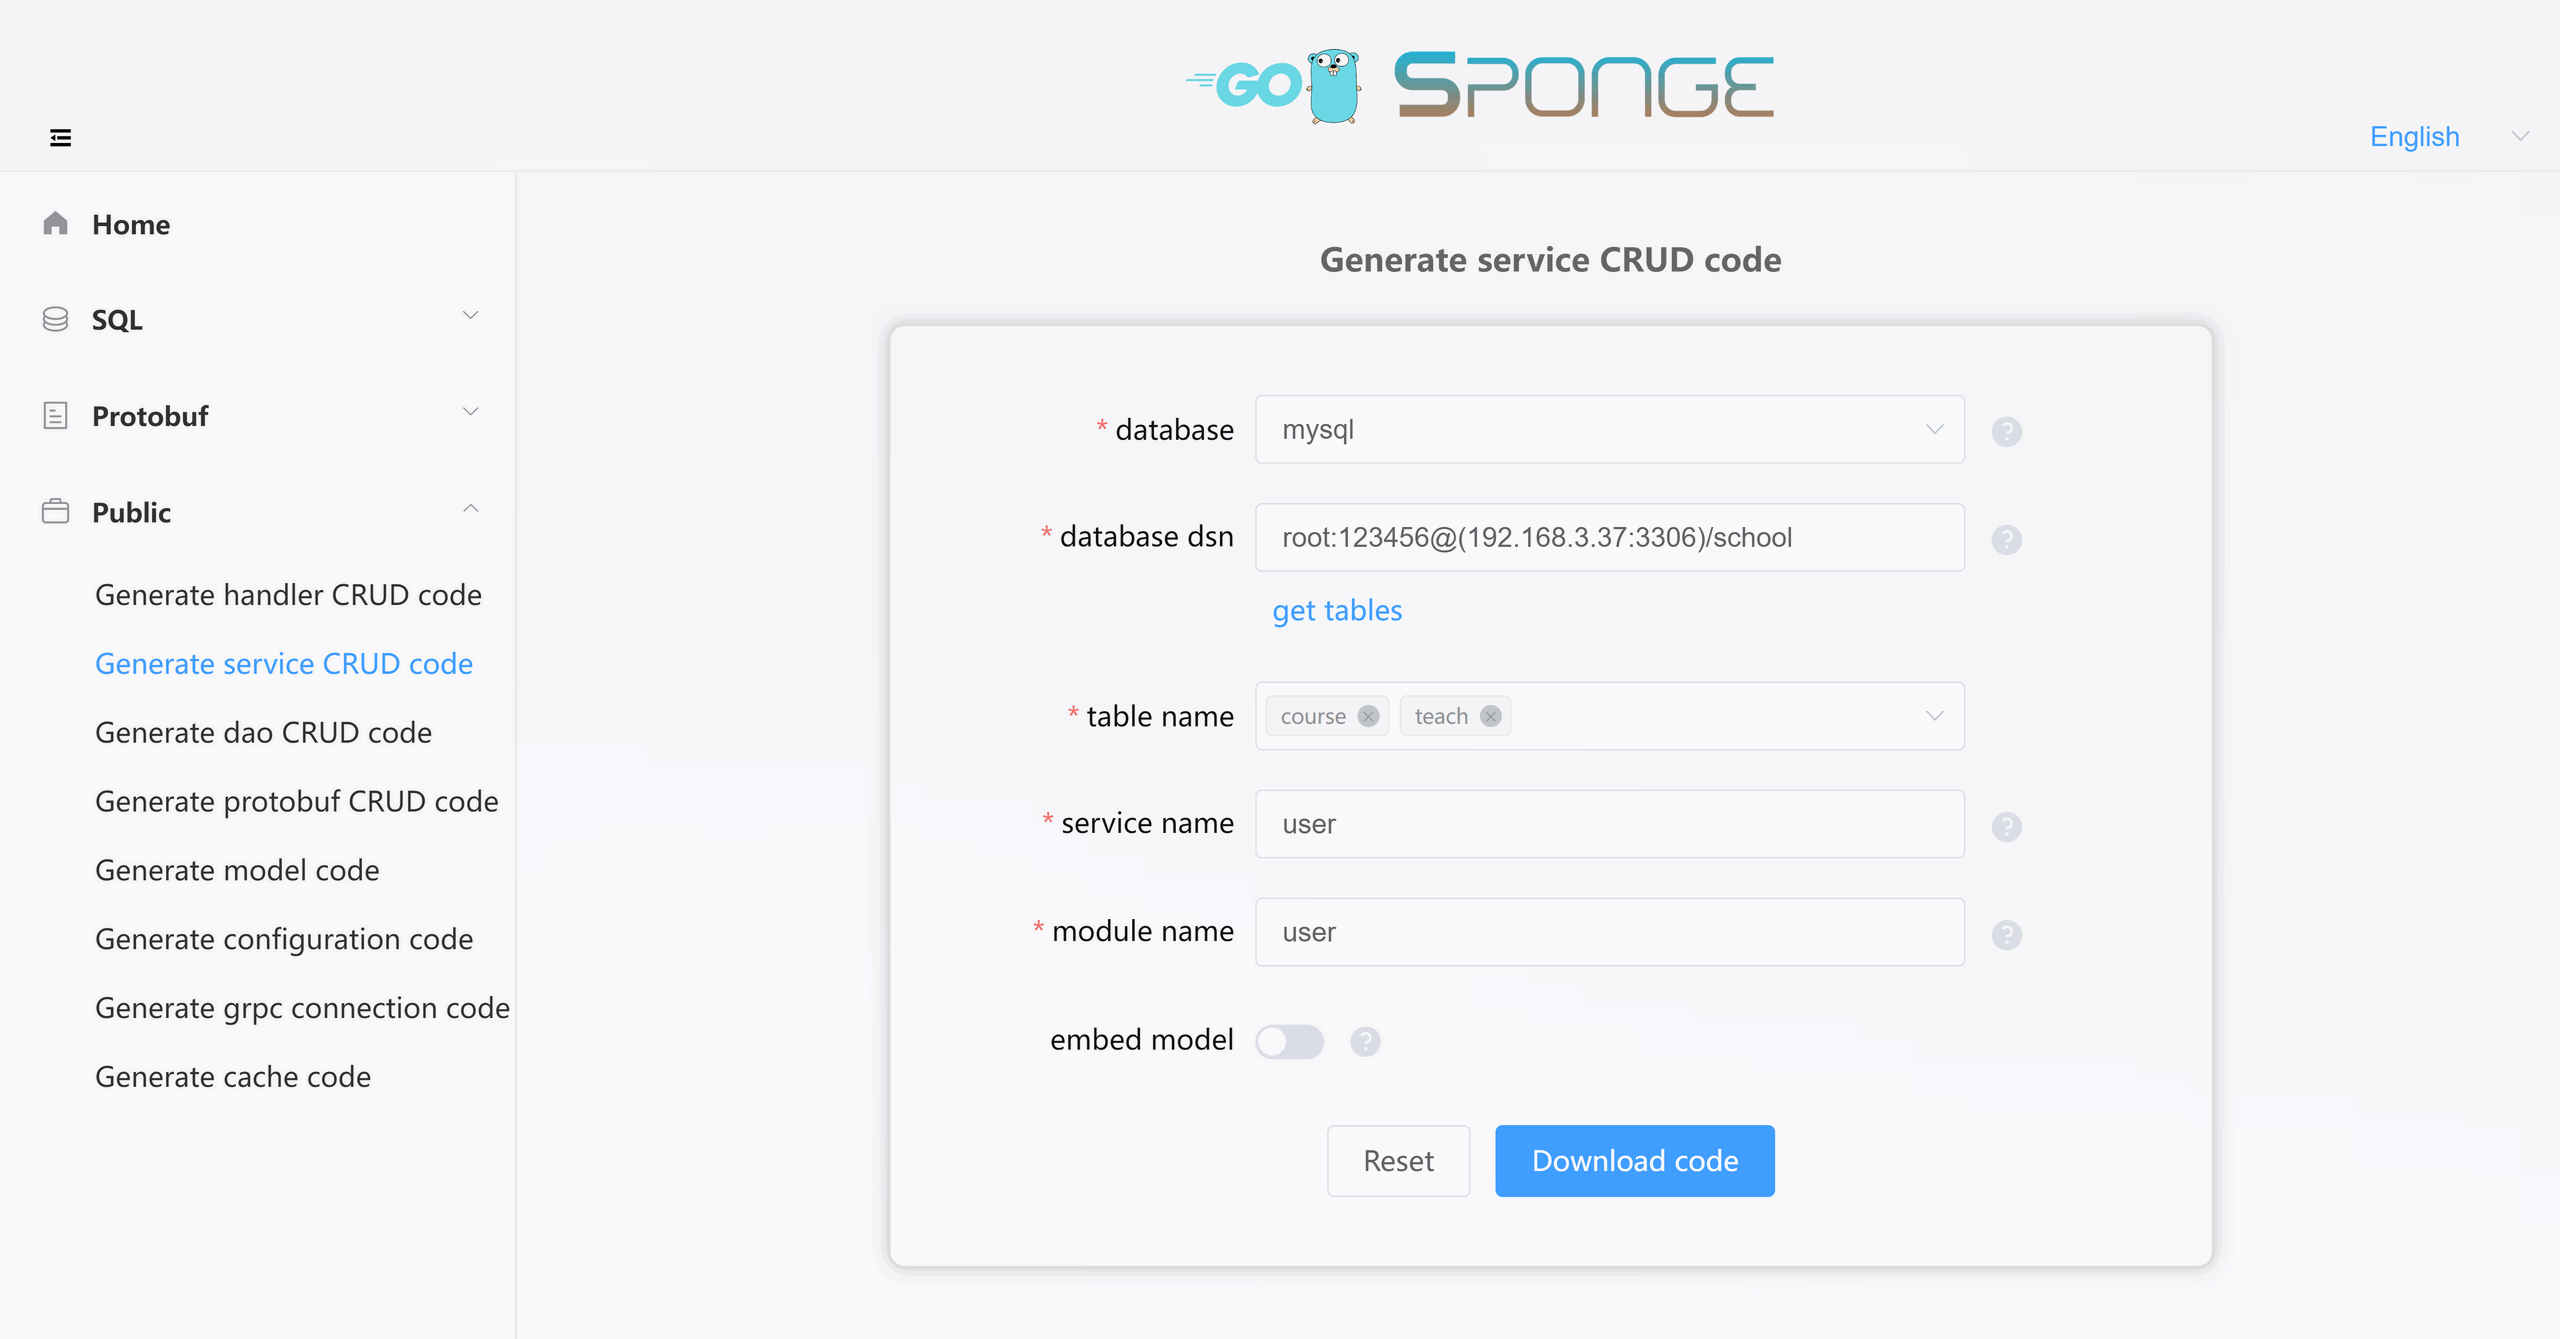 GO SPONGE
English
Home
SQL
Protobuf
Public
Generate handler CRUD code
Generate service CRUD code
Generate dao CRUD code
Generate protobuf CRUD code
Generate model code
Generate configuration code
Generate grpc connection code
Generate cache code
Generate service CRUD code
* database mysql ?
* database dsn root:123456@(192.168.3.37:3306)/school ?
get tables
* table name course teach
* service name user ?
* module name user ?
embed model ?
Reset Download code